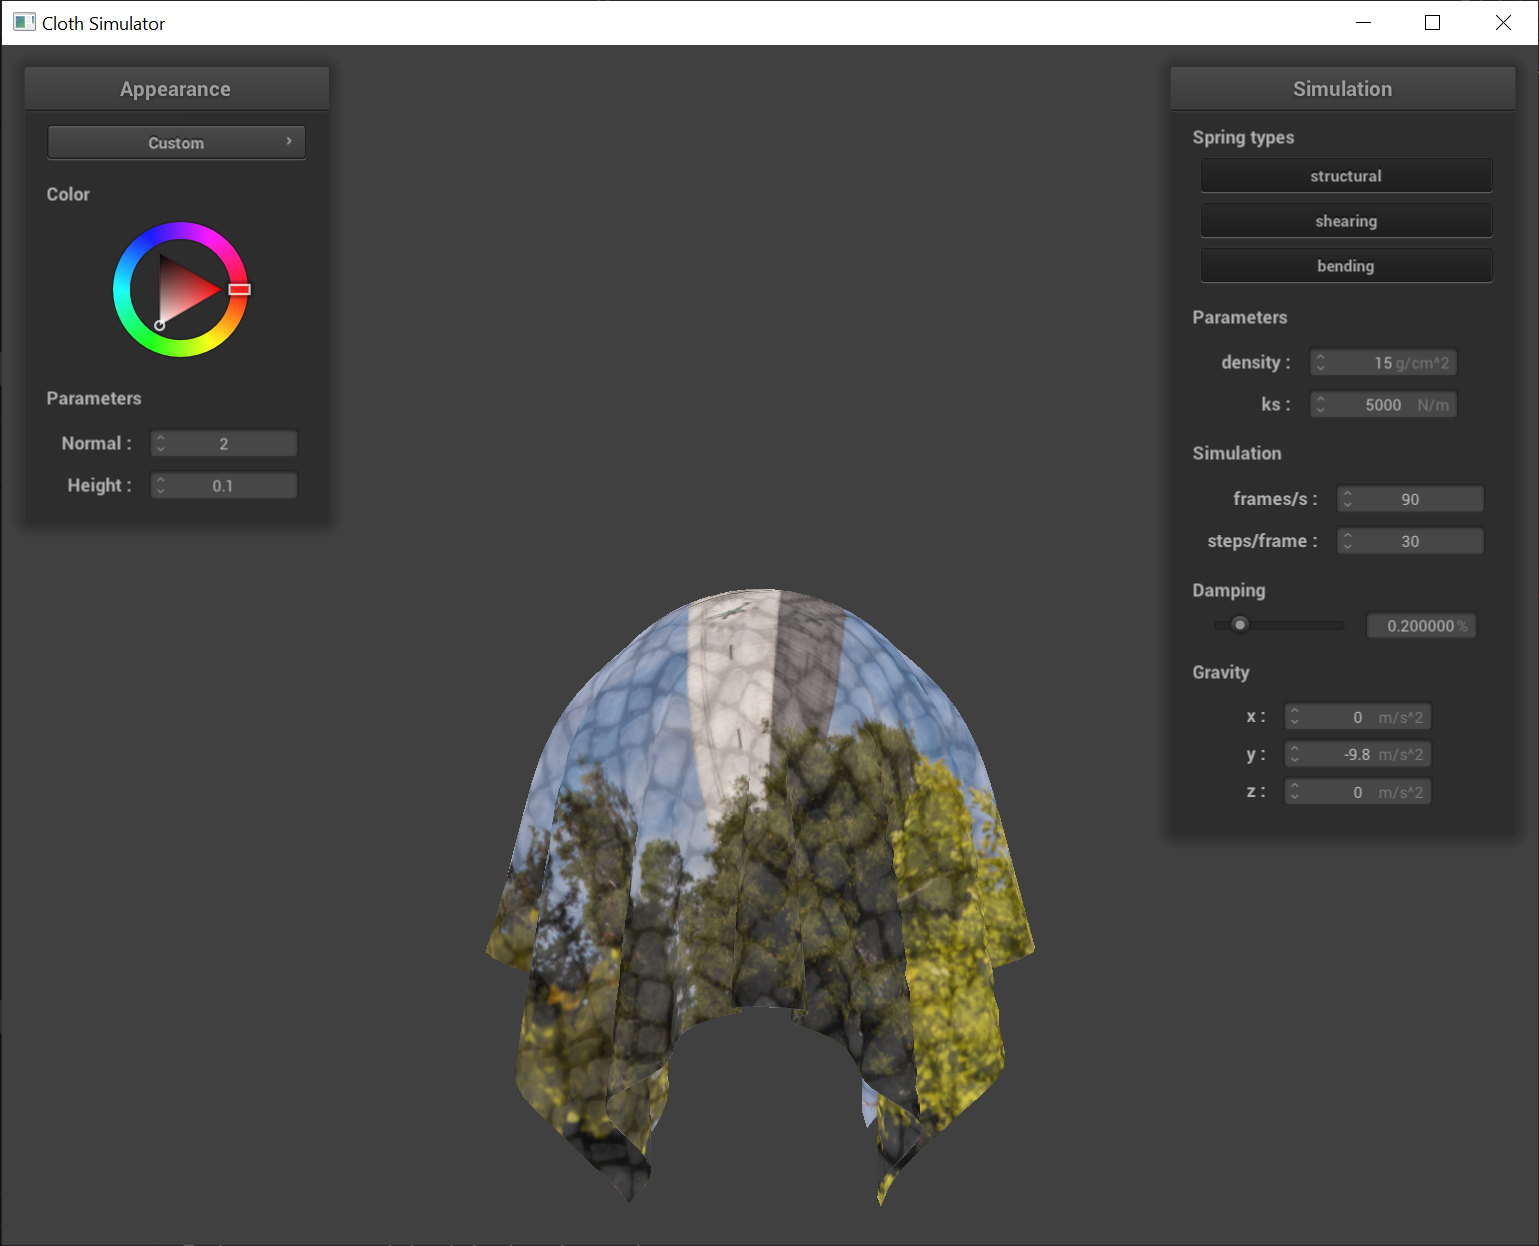 Cloth Simulator
Appearance
Custom
Color
Parameters
Normal : 2
Height : 0.1
Simulation
Spring types
structural
shearing
bending
Parameters
density : 15 g/cm^2
ks : 5000 N/m
Simulation
frames/s : 90
steps/frame : 30
Damping
0.200000 %
Gravity
x : 0 m/s^2
y : -9.8 m/s^2
z : 0 m/s^2